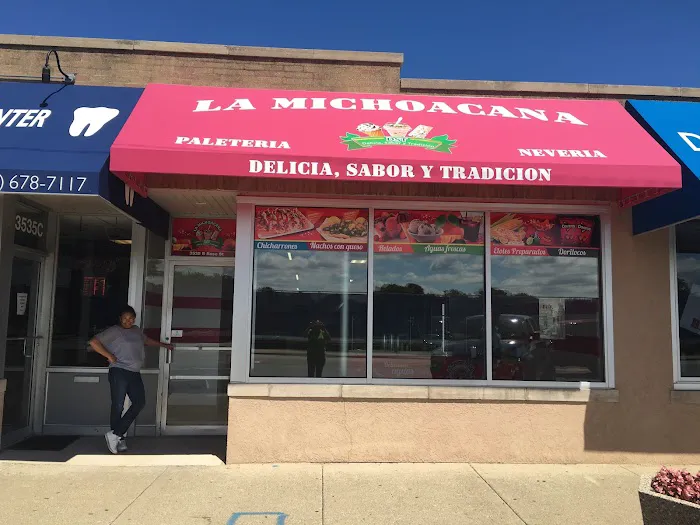 NTER
) 678-7117
LA MICHOACANA
PALETERIA
NEVERIA
DELICIA, SABOR Y TRADICION
3535C
Chicharrones
Nachos con queso
Helados
Aguas frescas
Elotes Preparados
Dorilocos
D